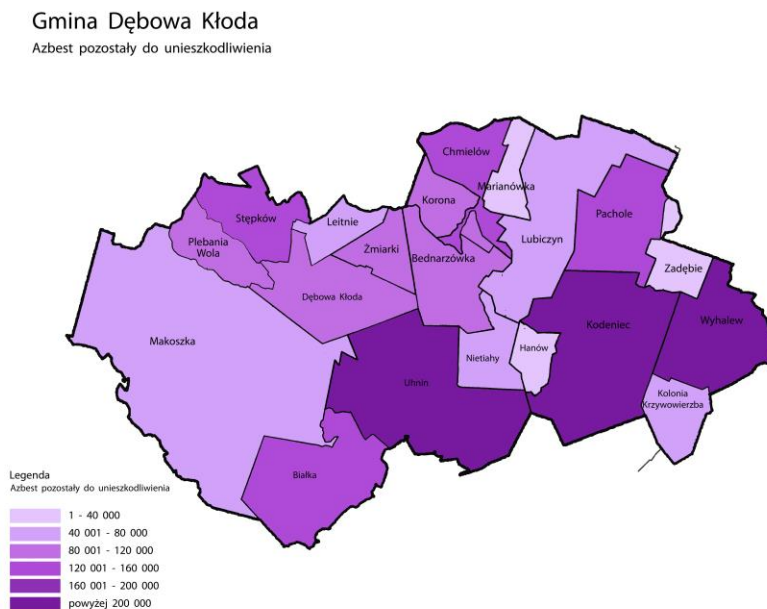 Gmina Dębowa Kłoda
Azbest pozostały do unieszkodliwienia
Chmielów
Marianówka
Korona
Stępków
Leitnie
Pachole
Plebania
Wola
Żmiarki
Bednarzówka
Lubiczyn
Zadębie
Dębowa Kłoda
Makoszka
Kodeniec
Wyhalew
Hanów
Nietiahy
Uhnin
Kolonia
Krzywowierzba
Białka
Legenda
Azbest pozostały do unieszkodliwienia
1 - 40 000
40 001 - 80 000
80 001 - 120 000
120 001 - 160 000
160 001 - 200 000
powyżej 200 000